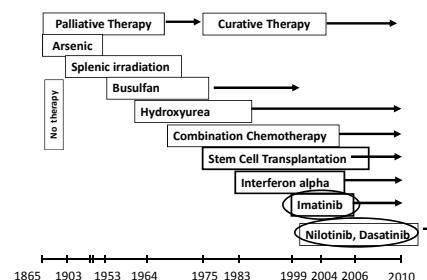 Palliative Therapy Curative Therapy
Arsenic
Splenic irradiation
Busulfan
No therapy
Hydroxyurea
Combination Chemotherapy
Stem Cell Transplantation
Interferon alpha
Imatinib
Nilotinib, Dasatinib
1865 1903 1953 1964 1975 1983 1999 2004 2006 2010